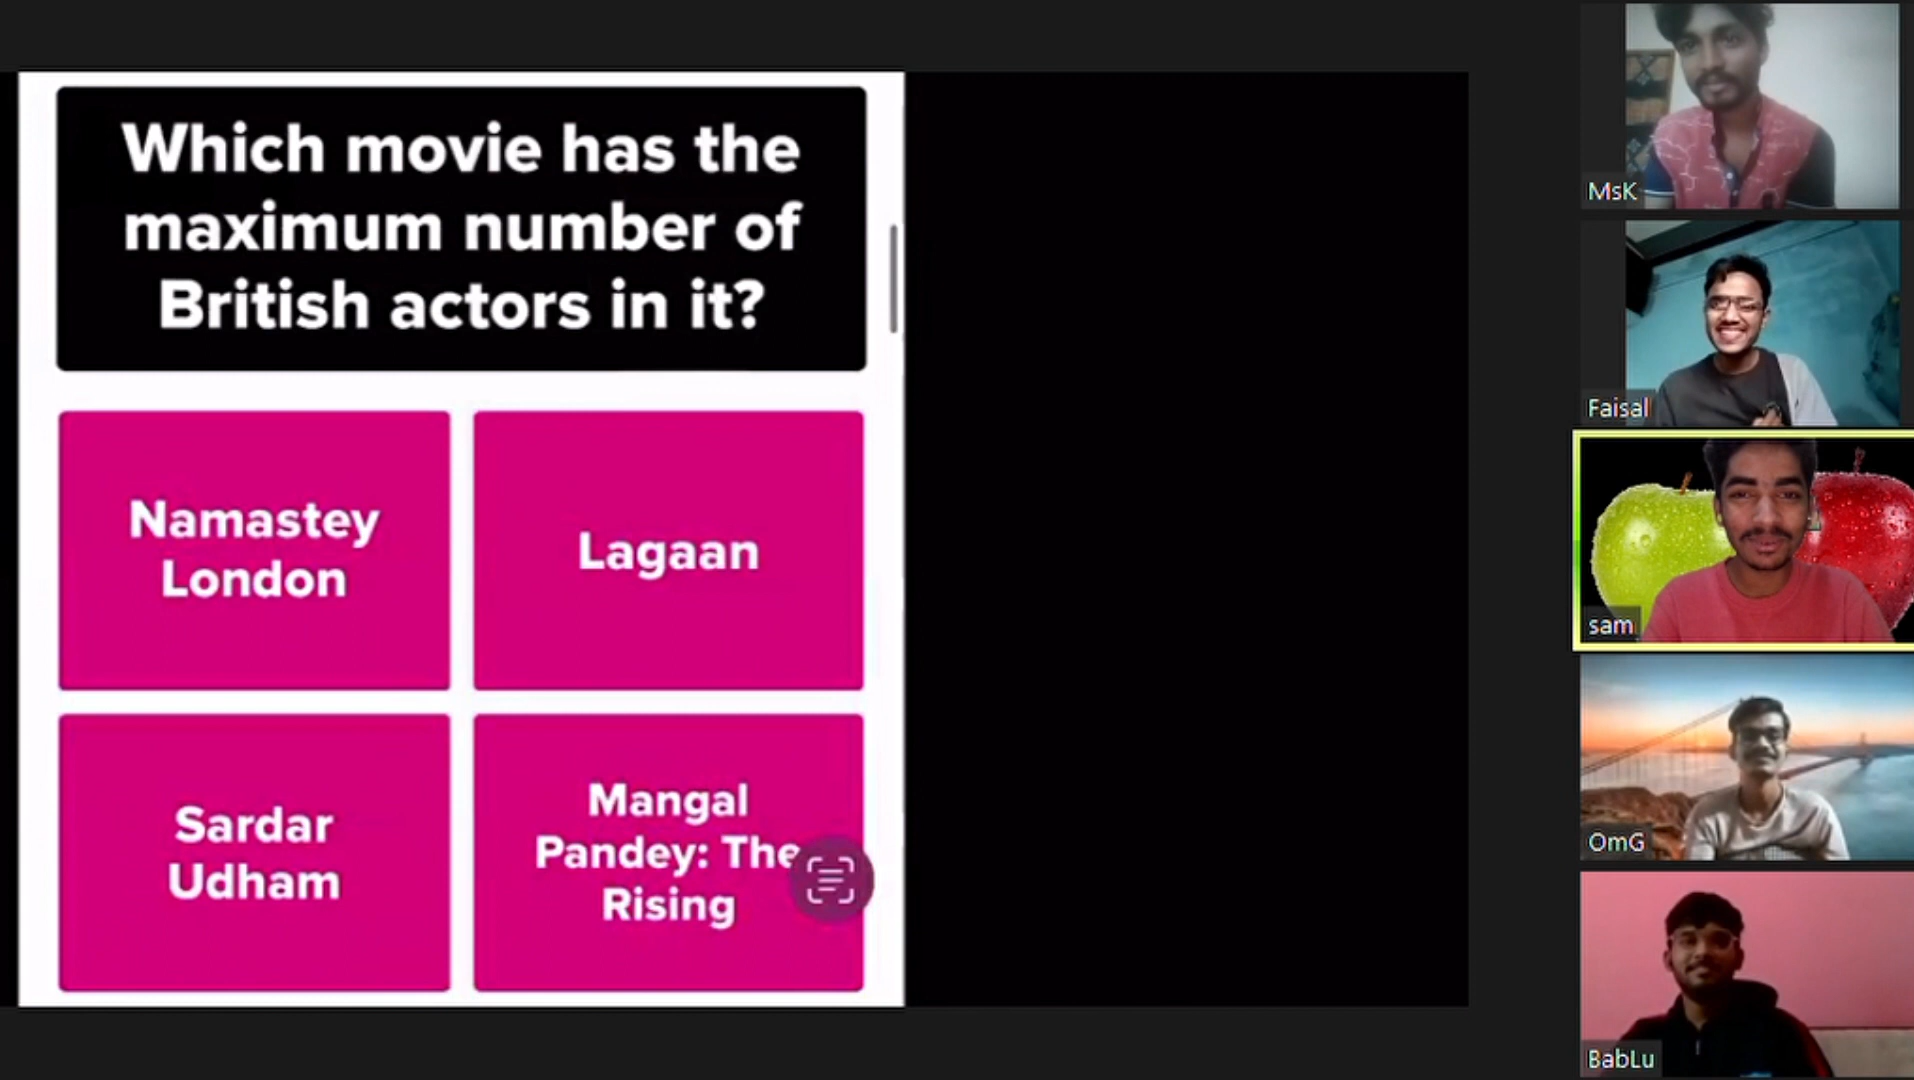 Which movie has the
maximum number of
British actors in it?
Namastey
London
Lagaan
Sardar
Udham
Mangal
Pandey: The
Rising
MsK
Faisal
sam
OmG
BabLu